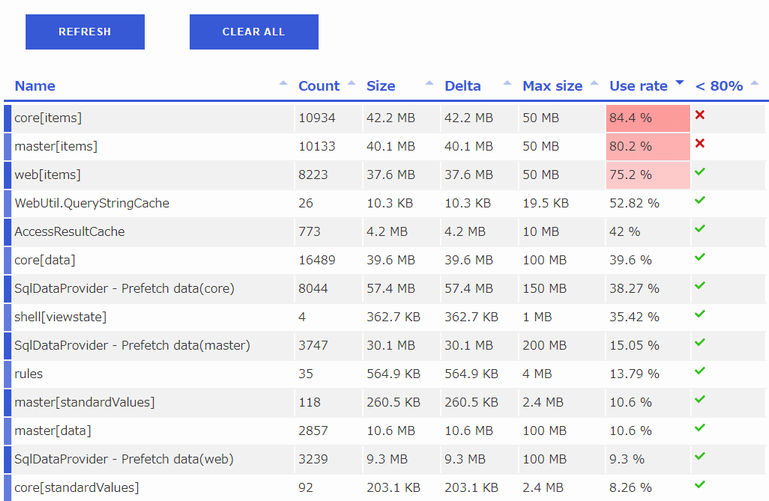 REFRESH CLEAR ALL
Name Count Size Delta Max size Use rate < 80%
core[items] 10934 42.2 MB 42.2 MB 50 MB 84.4 %
master[items] 10133 40.1 MB 40.1 MB 50 MB 80.2 %
web[items] 8223 37.6 MB 37.6 MB 50 MB 75.2 %
WebUtil.QueryStringCache 26 10.3 KB 10.3 KB 19.5 KB 52.82 %
AccessResultCache 773 4.2 MB 4.2 MB 10 MB 42 %
core[data] 16489 39.6 MB 39.6 MB 100 MB 39.6 %
SqlDataProvider - Prefetch data(core) 8044 57.4 MB 57.4 MB 150 MB 38.27 %
shell[viewstate] 4 362.7 KB 362.7 KB 1 MB 35.42 %
SqlDataProvider - Prefetch data(master) 3747 30.1 MB 30.1 MB 200 MB 15.05 %
rules 35 564.9 KB 564.9 KB 4 MB 13.79 %
master[standardValues] 118 260.5 KB 260.5 KB 2.4 MB 10.6 %
master[data] 2857 10.6 MB 10.6 MB 100 MB 10.6 %
SqlDataProvider - Prefetch data(web) 3239 9.3 MB 9.3 MB 100 MB 9.3 %
core[standardValues] 92 203.1 KB 203.1 KB 2.4 MB 8.26 %